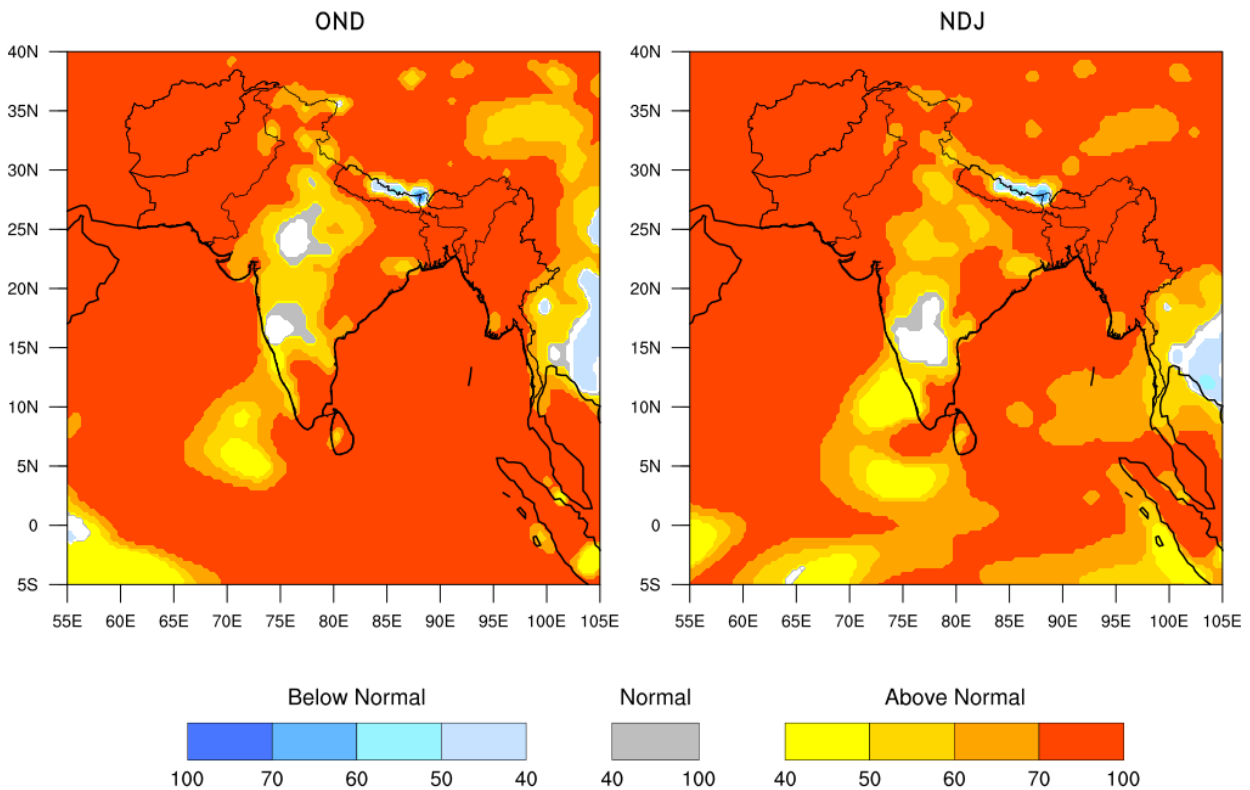 OND NDJ
40N 40N
35N 35N
30N 30N
25N 25N
20N 20N
15N 15N
10N 10N
5N 5N
0 0
5S 5S
55E 60E 65E 70E 75E 80E 85E 90E 95E 100E 105E 55E 60E 65E 70E 75E 80E 85E 90E 95E 100E 105E
Below Normal Normal Above Normal
100 70 60 50 40 40 100 40 50 60 70 100